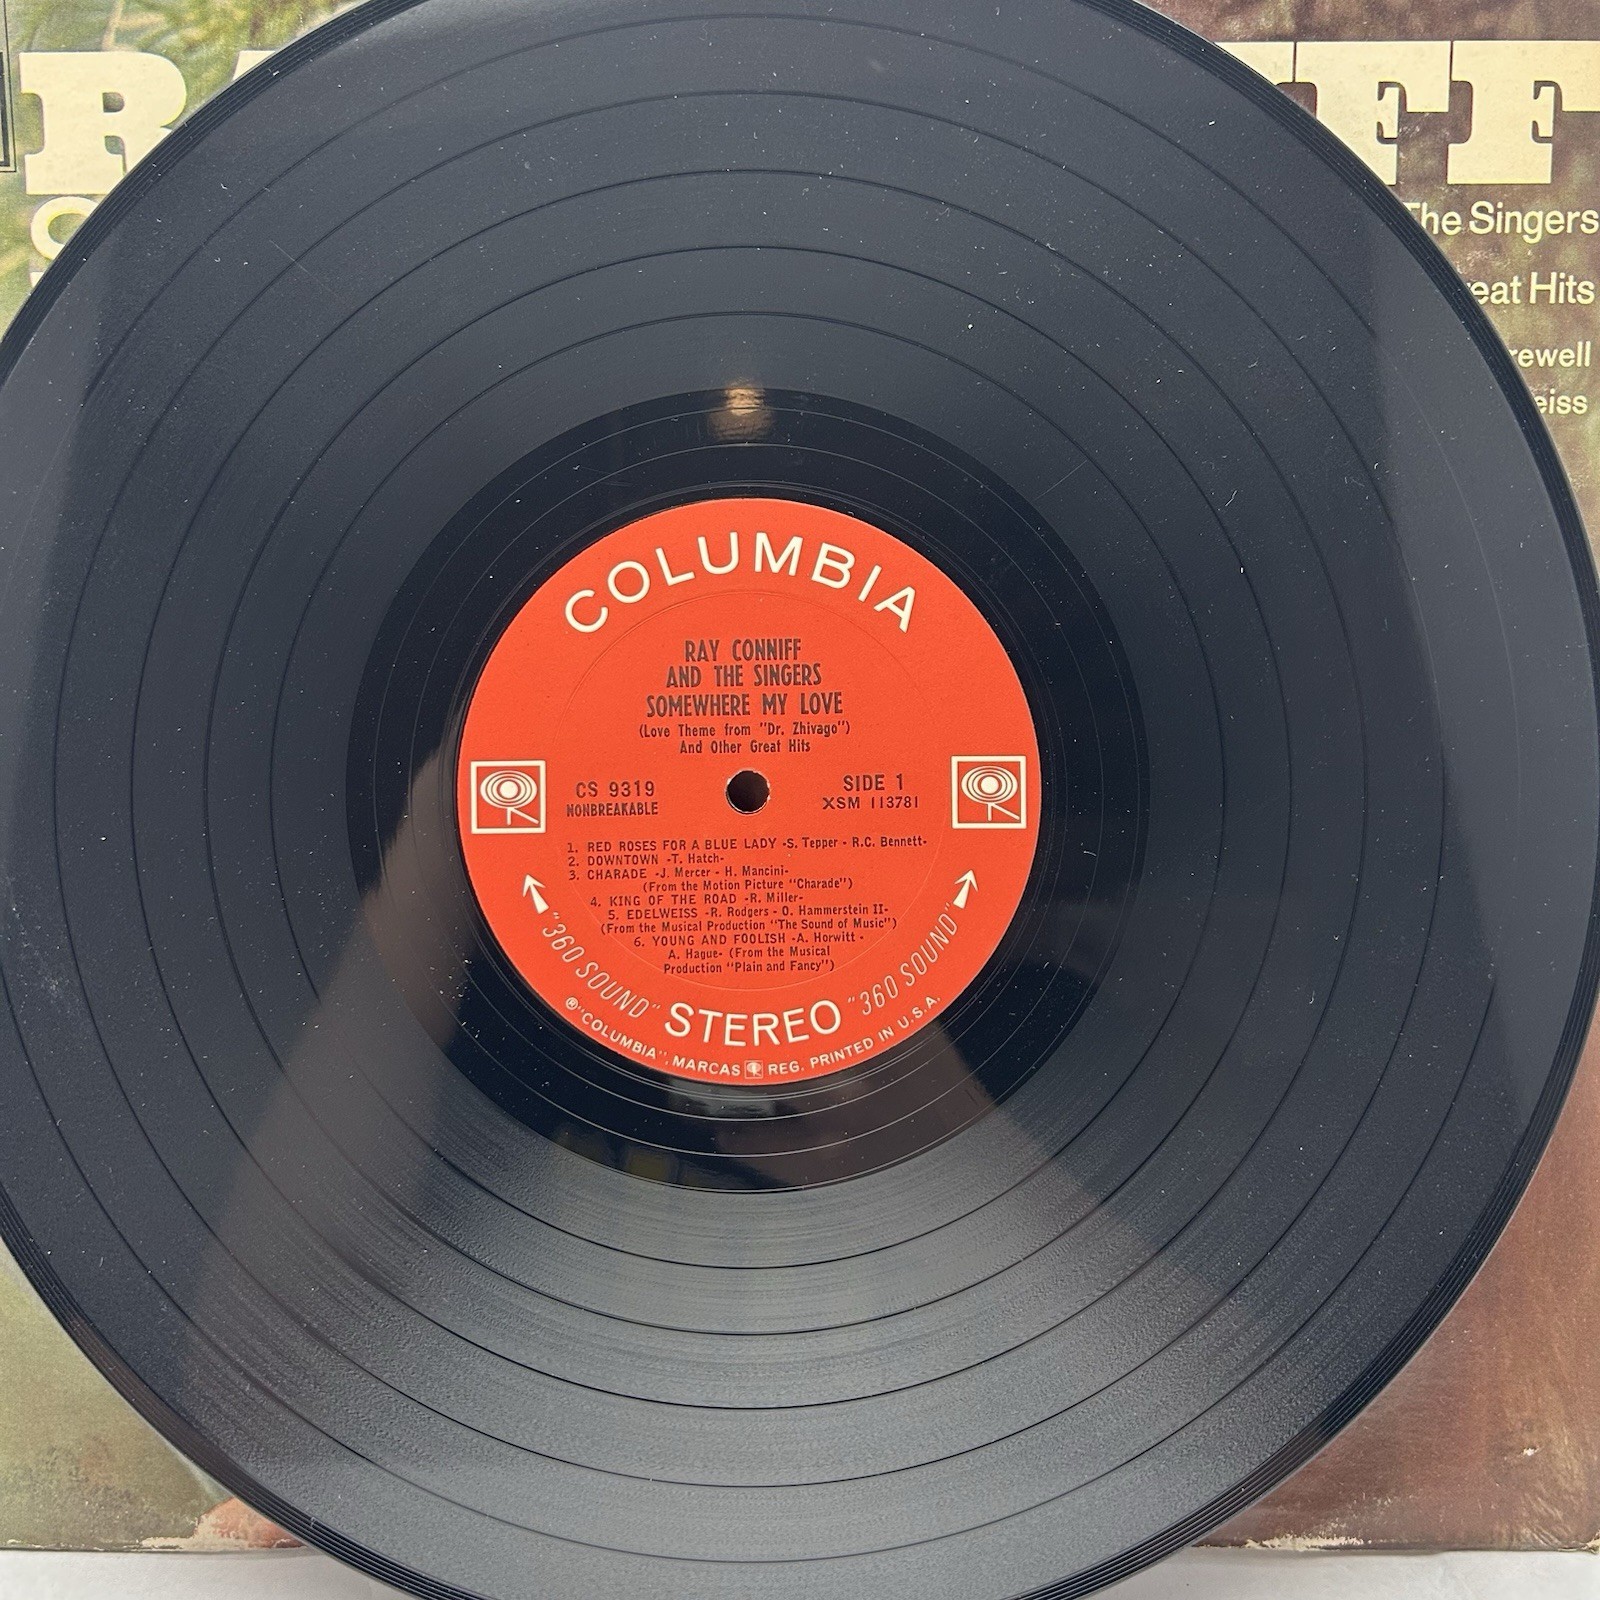 The Singers
Hits
COLUMBIA
RAY CONNIFF
AND THE SINGERS
SOMEWHERE MY LOVE
(Love Theme from "Dr. Zhivago")
And Other Great Hits
CS 9319
NONBREAKABLE
SIDE 1
XSM 113781
1. RED ROSES FOR A BLUE LADY -S. Tepper - R.C. Bennett-
2. DOWNTOWN -T. Hatch-
3. CHARADE -J. Mercer - H. Mancini-
(From the Motion Picture "Charade")
4. KING OF THE ROAD -R. Miller-
5. EDELWEISS -R. Rodgers - O. Hammerstein II-
(From the Musical Production "The Sound of Music")
6. YOUNG AND FOOLISH -A. Horwitt -
A. Hague- (From the Musical
Production "Plain and Fancy")
"360 SOUND" STEREO "360 SOUND"
® "COLUMBIA", MARCAS REG. PRINTED IN U.S.A.